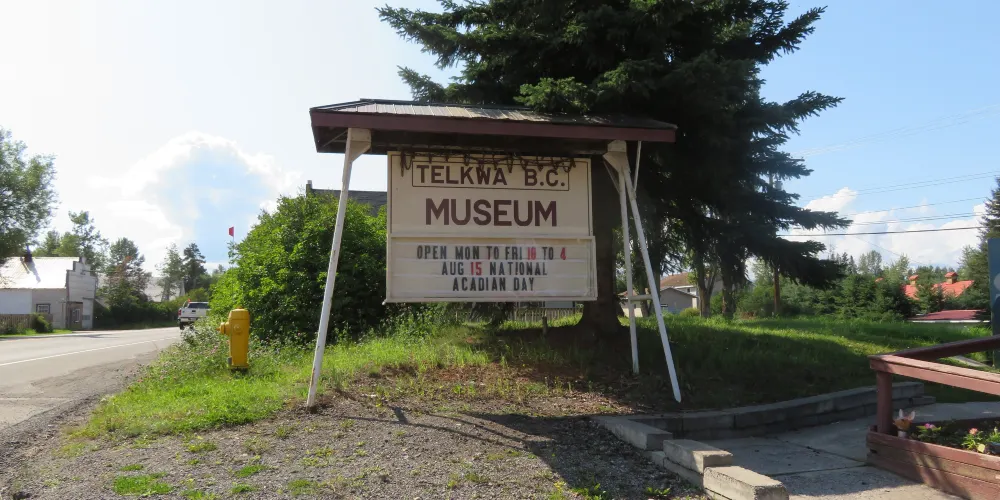 TELKWA B.C.
MUSEUM
OPEN MON TO FRI 10 TO 4
AUG 15 NATIONAL
ACADIAN DAY